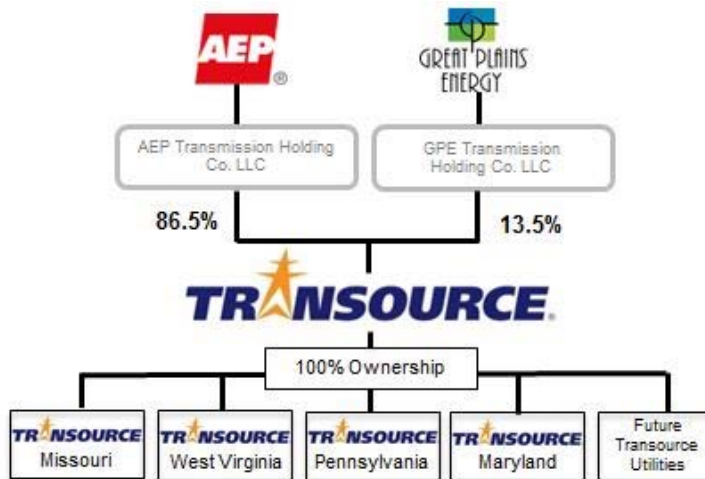 AEP
®
GREAT PLAINS
ENERGY
AEP Transmission Holding
Co. LLC
GPE Transmission
Holding Co. LLC
86.5%
13.5%
TRANSOURCE®
100% Ownership
TRANSOURCE
Missouri
TRANSOURCE
West Virginia
TRANSOURCE
Pennsylvania
TRANSOURCE
Maryland
Future
Transource
Utilities